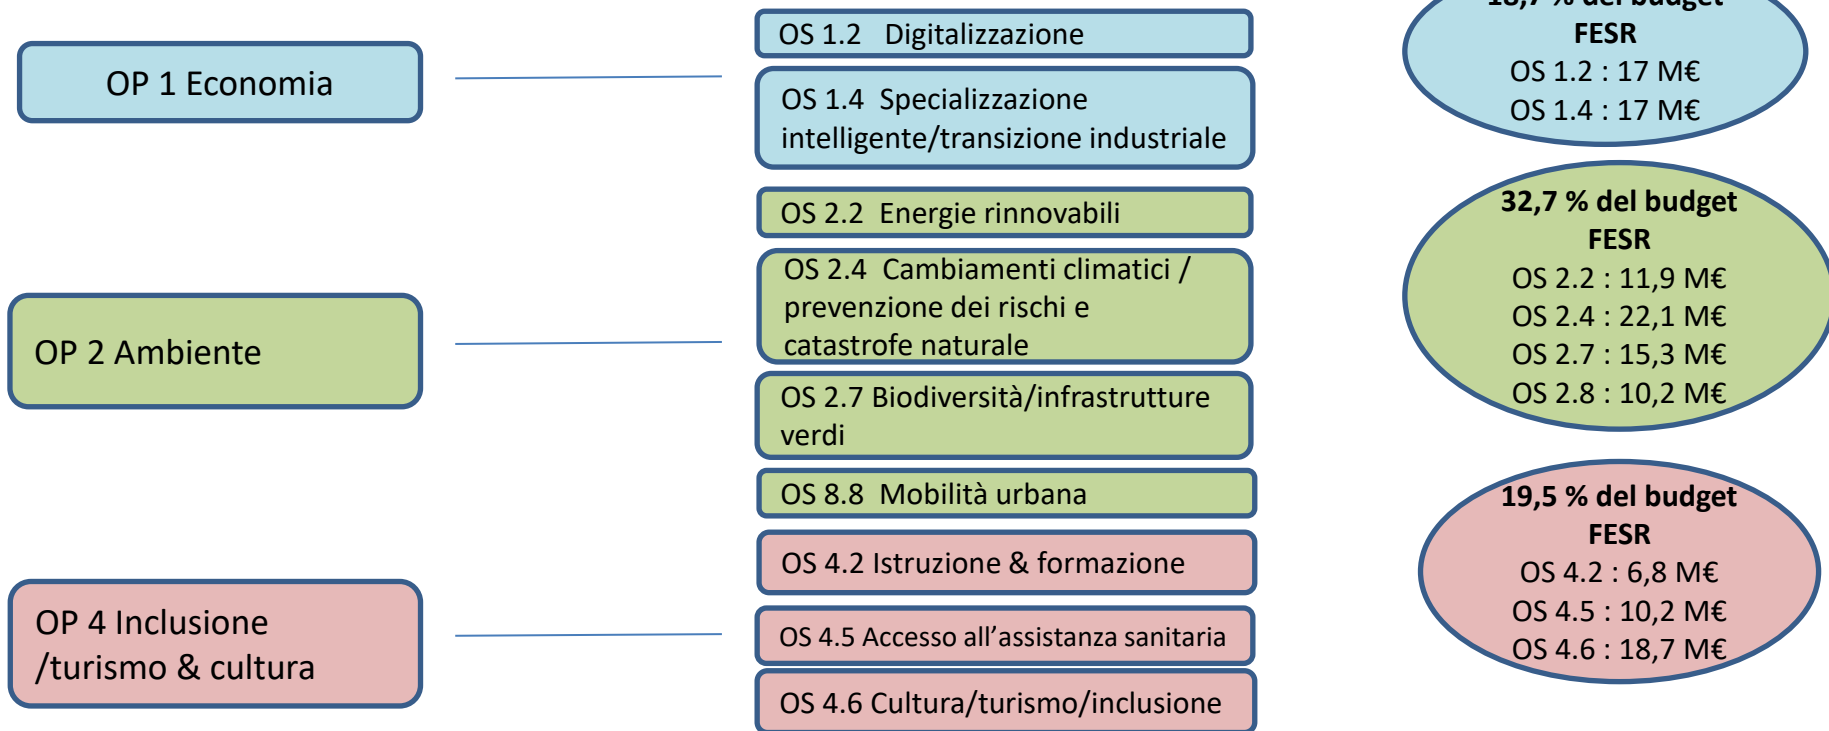 OP 1 Economia
OS 1.2 Digitalizzazione
OS 1.4 Specializzazione
intelligente/transizione industriale
18,7 % del budget
FESR
OS 1.2 : 17 M€
OS 1.4 : 17 M€
OP 2 Ambiente
OS 2.2 Energie rinnovabili
OS 2.4 Cambiamenti climatici /
prevenzione dei rischi e
catastrofe naturale
OS 2.7 Biodiversità/infrastrutture
verdi
OS 8.8 Mobilità urbana
32,7 % del budget
FESR
OS 2.2 : 11,9 M€
OS 2.4 : 22,1 M€
OS 2.7 : 15,3 M€
OS 2.8 : 10,2 M€
OP 4 Inclusione
/turismo & cultura
OS 4.2 Istruzione & formazione
OS 4.5 Accesso all’assistanza sanitaria
OS 4.6 Cultura/turismo/inclusione
19,5 % del budget
FESR
OS 4.2 : 6,8 M€
OS 4.5 : 10,2 M€
OS 4.6 : 18,7 M€